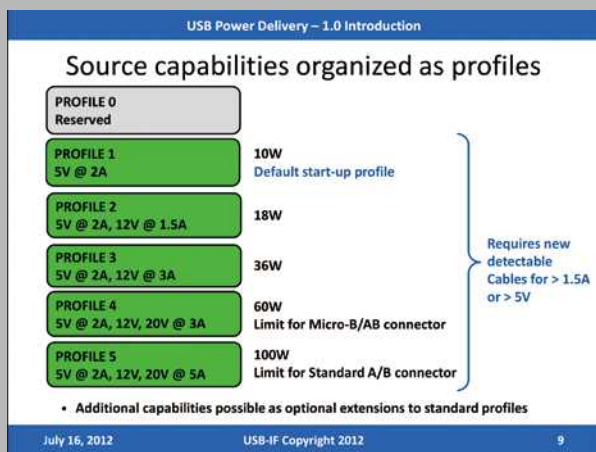 USB Power Delivery – 1.0 Introduction
Source capabilities organized as profiles
PROFILE 0
Reserved
PROFILE 1
5V @ 2A
10W
Default start-up profile
PROFILE 2
5V @ 2A, 12V @ 1.5A
18W
PROFILE 3
5V @ 2A, 12V @ 3A
36W
PROFILE 4
5V @ 2A, 12V, 20V @ 3A
60W
Limit for Micro-B/AB connector
PROFILE 5
5V @ 2A, 12V, 20V @ 5A
100W
Limit for Standard A/B connector
Requires new
detectable
Cables for > 1.5A
or > 5V
• Additional capabilities possible as optional extensions to standard profiles
July 16, 2012
USB-IF Copyright 2012
9